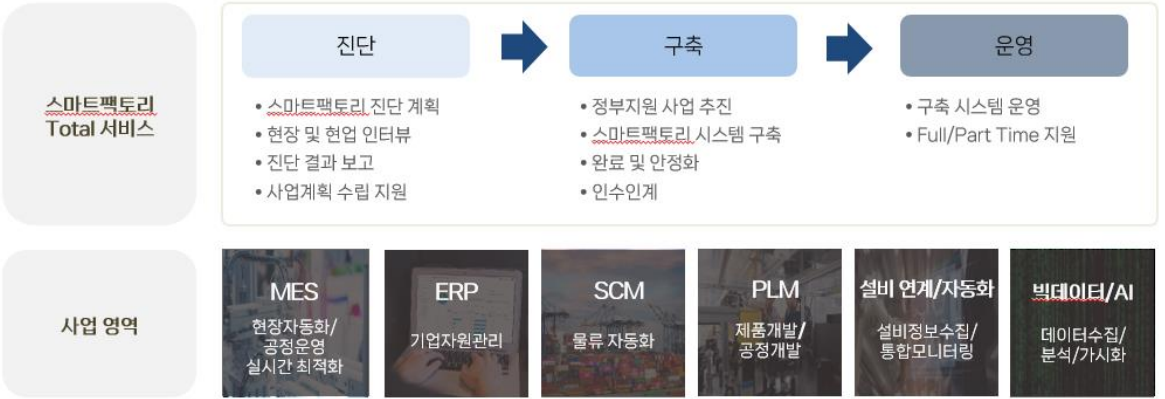 스마트팩토리
Total 서비스
진단
• 스마트팩토리 진단 계획
• 현장 및 현업 인터뷰
• 진단 결과 보고
• 사업계획 수립 지원
구축
• 정부지원 사업 추진
• 스마트팩토리 시스템 구축
• 완료 및 안정화
• 인수인계
운영
• 구축 시스템 운영
• Full/Part Time 지원
사업 영역
MES
현장자동화/
공정운영
실시간 최적화
ERP
기업자원관리
SCM
물류 자동화
PLM
제품개발/
공정개발
설비 연계/자동화
설비정보수집/
통합모니터링
빅데이터/AI
데이터수집/
분석/가시화